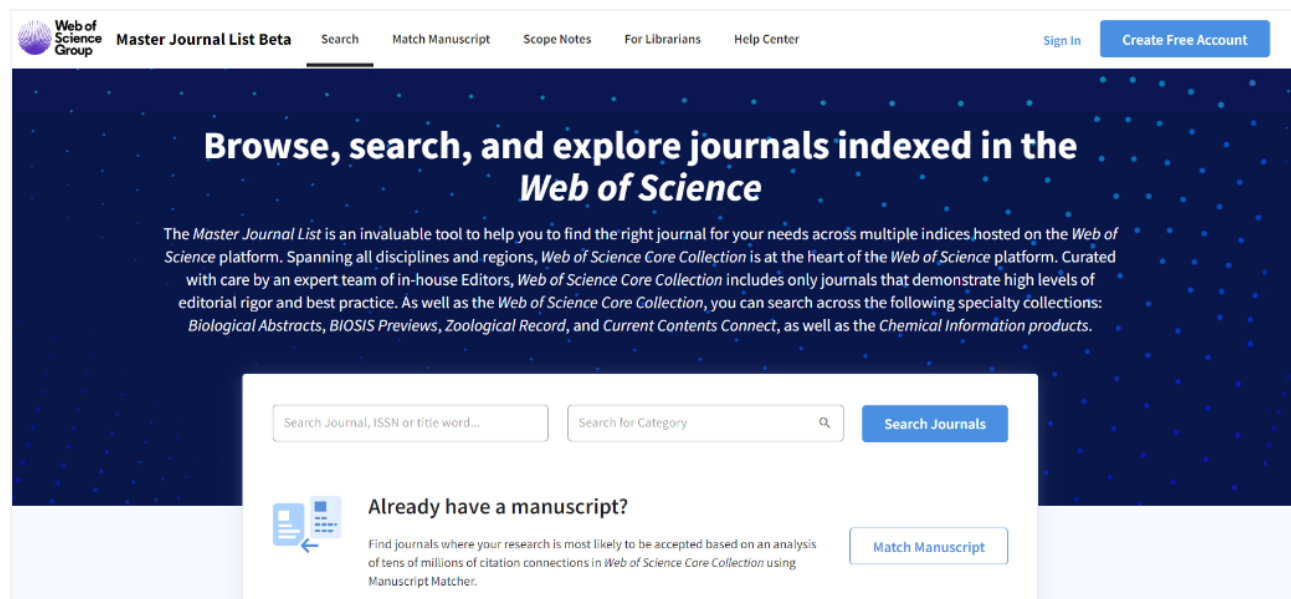 Web of
Science
Group
Master Journal List Beta
Search
Match Manuscript
Scope Notes
For Librarians
Help Center
Sign In
Create Free Account
Browse, search, and explore journals indexed in the
Web of Science
The Master Journal List is an invaluable tool to help you to find the right journal for your needs across multiple indices hosted on the Web of
Science platform. Spanning all disciplines and regions, Web of Science Core Collection is at the heart of the Web of Science platform. Curated
with care by an expert team of in-house Editors, Web of Science Core Collection includes only journals that demonstrate high levels of
editorial rigor and best practice. As well as the Web of Science Core Collection, you can search across the following specialty collections:
Biological Abstracts, BIOSIS Previews, Zoological Record, and Current Contents Connect, as well as the Chemical Information products.
Search Journal, ISSN or title word...
Search for Category
Search Journals
Already have a manuscript?
Find journals where your research is most likely to be accepted based on an analysis
of tens of millions of citation connections in Web of Science Core Collection using
Manuscript Matcher.
Match Manuscript